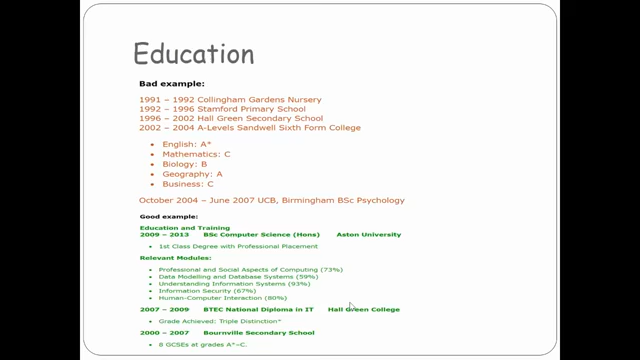 Education
Bad example:
1991 – 1992 Collingham Gardens Nursery
1992 – 1996 Stamford Primary School
1996 – 2002 Hall Green Secondary School
2002 – 2004 A-Levels Sandwell Sixth Form College
• English: A*
• Mathematics: C
• Biology: B
• Geography: A
• Business: C
October 2004 – June 2007 UCB, Birmingham BSc Psychology
Good example:
Education and Training
2009 – 2013 BSc Computer Science (Hons) Aston University
• 1st Class Degree with Professional Placement
Relevant Modules:
• Professional and Social Aspects of Computing (73%)
• Data Modelling and Database Systems (59%)
• Understanding Information Systems (93%)
• Information Security (67%)
• Human-Computer Interaction (80%)
2007 – 2009 BTEC National Diploma in IT Hall Green College
• Grade Achieved: Triple Distinction*
2000 – 2007 Bournville Secondary School
• 8 GCSEs at grades A*–C.